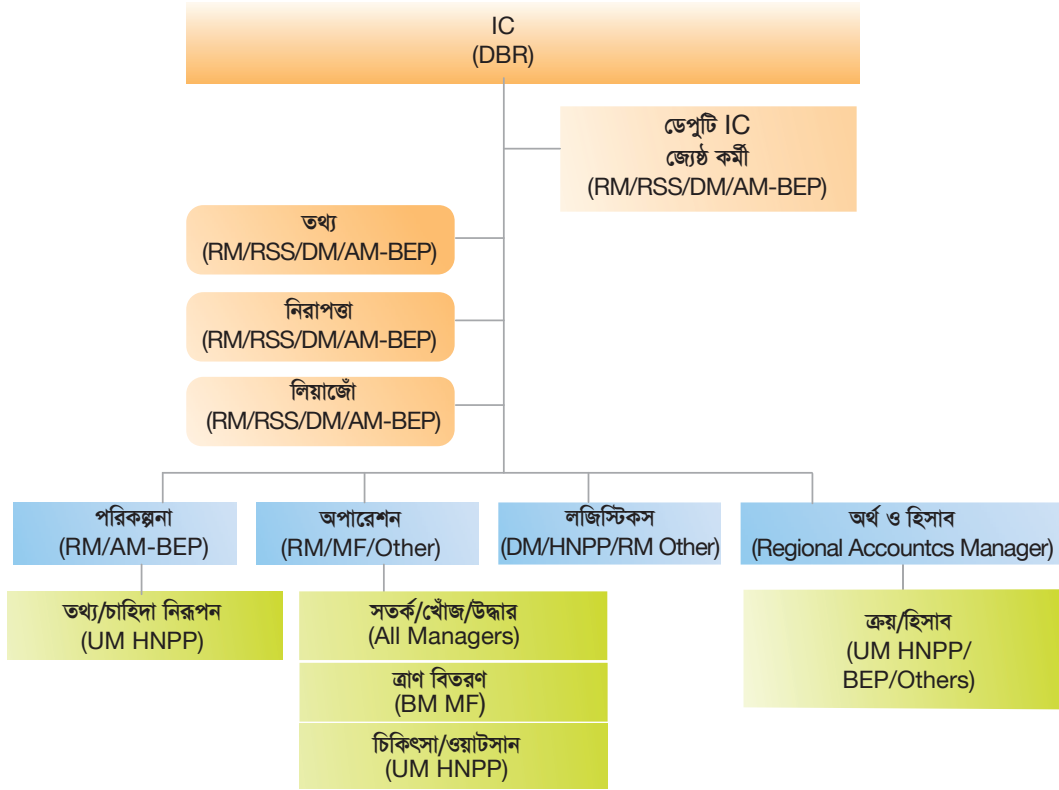 IC
(DBR)
ডেপুটি IC
জ্যেষ্ঠ কর্মী
(RM/RSS/DM/AM-BEP)
তথ্য
(RM/RSS/DM/AM-BEP)
নিরাপত্তা
(RM/RSS/DM/AM-BEP)
লিয়াজোঁ
(RM/RSS/DM/AM-BEP)
পরিকল্পনা
(RM/AM-BEP)
অপারেশন
(RM/MF/Other)
লজিস্টিকস
(DM/HNPP/RM Other)
অর্থ ও হিসাব
(Regional Accountcs Manager)
তথ্য/চাহিদা নিরূপন
(UM HNPP)
সতর্ক/খোঁজ/উদ্ধার
(All Managers)
ত্রাণ বিতরণ
(BM MF)
চিকিৎসা/ওয়াটসান
(UM HNPP)
ক্রয়/হিসাব
(UM HNPP/
BEP/Others)